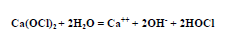 Ca(OCl)₂ + 2H₂O = Ca⁺⁺ + 2OH⁻ + 2HOCl